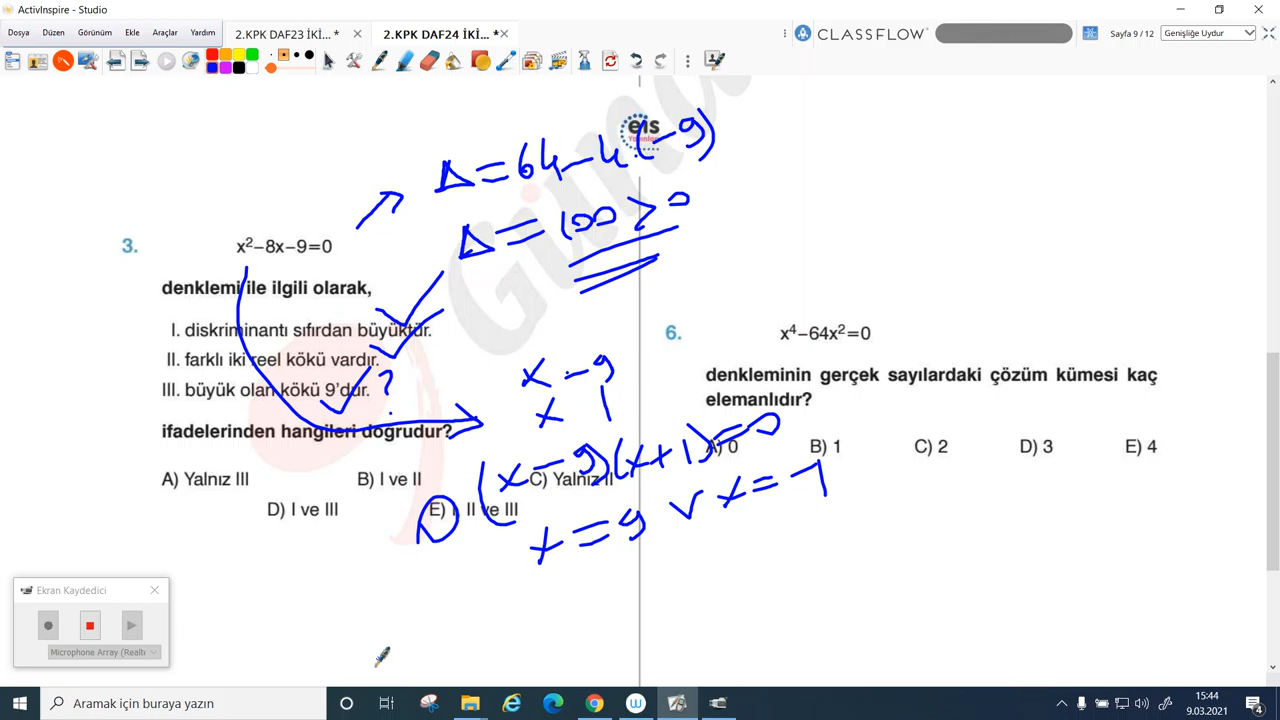 ActivInspire - Studio
Dosya Düzen Görünüm Ekle Araçlar Yardım
2.KPK DAF23 İKİ... *
2.KPK DAF24 İKİ... *
CLASSFLOW
Sayfa 9 / 12
Genişliğe Uydur
eis
Yayınları
Δ=64-4.(-9)
Δ=100>0
3. x²–8x–9=0
denklemi ile ilgili olarak,
I. diskriminantı sıfırdan büyüktür.
II. farklı iki reel kökü vardır.
III. büyük olan kökü 9’dur.
?
ifadelerinden hangileri doğrudur?
A) Yalnız III B) I ve II C) Yalnız II
D) I ve III E) I, II ve III
x -9
x 1
(x-9)(x+1)=0
x=9 v x=-1
6. x⁴–64x²=0
denkleminin gerçek sayılardaki çözüm kümesi kaç
elemanlıdır?
A) 0 B) 1 C) 2 D) 3 E) 4
Ekran Kaydedici
Microphone Array (Realt
Aramak için buraya yazın
15:44
9.03.2021
4